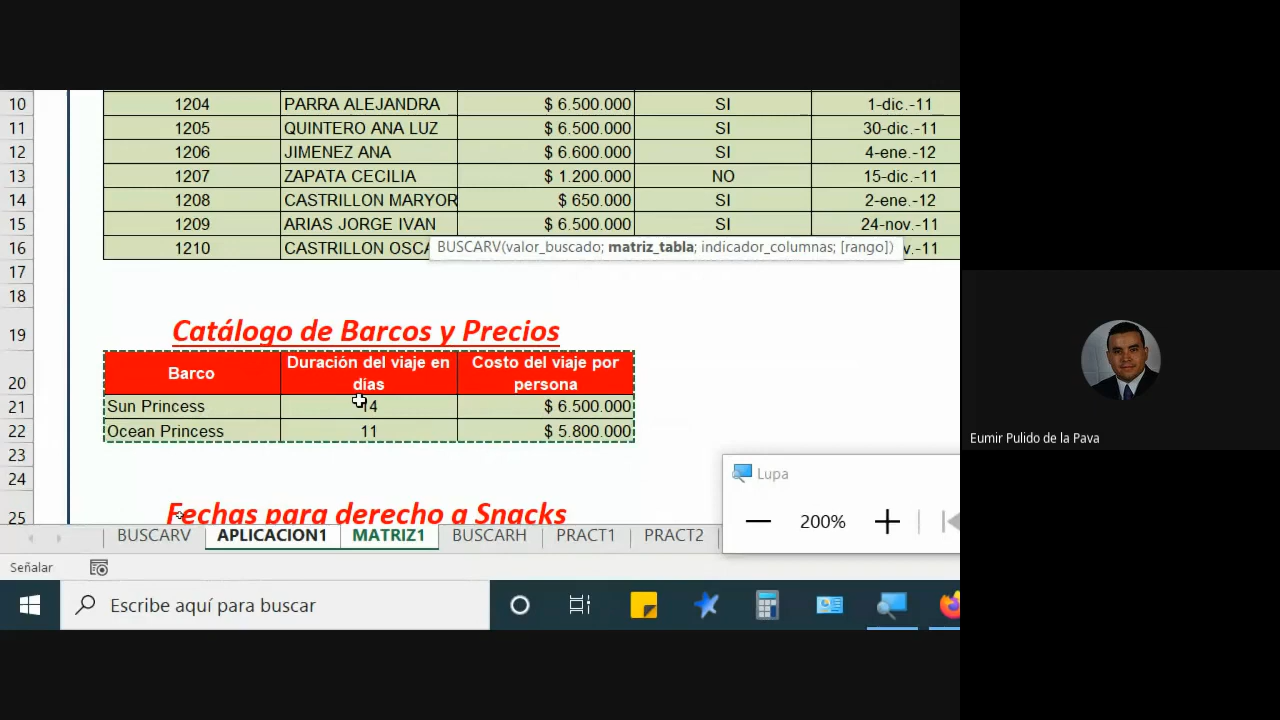 10 1204 PARRA ALEJANDRA $ 6.500.000 SI 1-dic.-11
11 1205 QUINTERO ANA LUZ $ 6.500.000 SI 30-dic.-11
12 1206 JIMENEZ ANA $ 6.600.000 SI 4-ene.-12
13 1207 ZAPATA CECILIA $ 1.200.000 NO 15-dic.-11
14 1208 CASTRILLON MARYOR $ 650.000 SI 2-ene.-12
15 1209 ARIAS JORGE IVAN $ 6.500.000 SI 24-nov.-11
16 1210 CASTRILLON OSCA BUSCARV(valor_buscado; matriz_tabla; indicador_columnas; [rango]) v.-11
17
18
19 Catálogo de Barcos y Precios
20 Barco Duración del viaje en días Costo del viaje por persona
21 Sun Princess 14 $ 6.500.000
22 Ocean Princess 11 $ 5.800.000
23
24
25 Fechas para derecho a Snacks
Lupa
200%
BUSCARV APLICACION1 MATRIZ1 BUSCARH PRACT1 PRACT2
Señalar
Escribe aquí para buscar
Eumir Pulido de la Pava